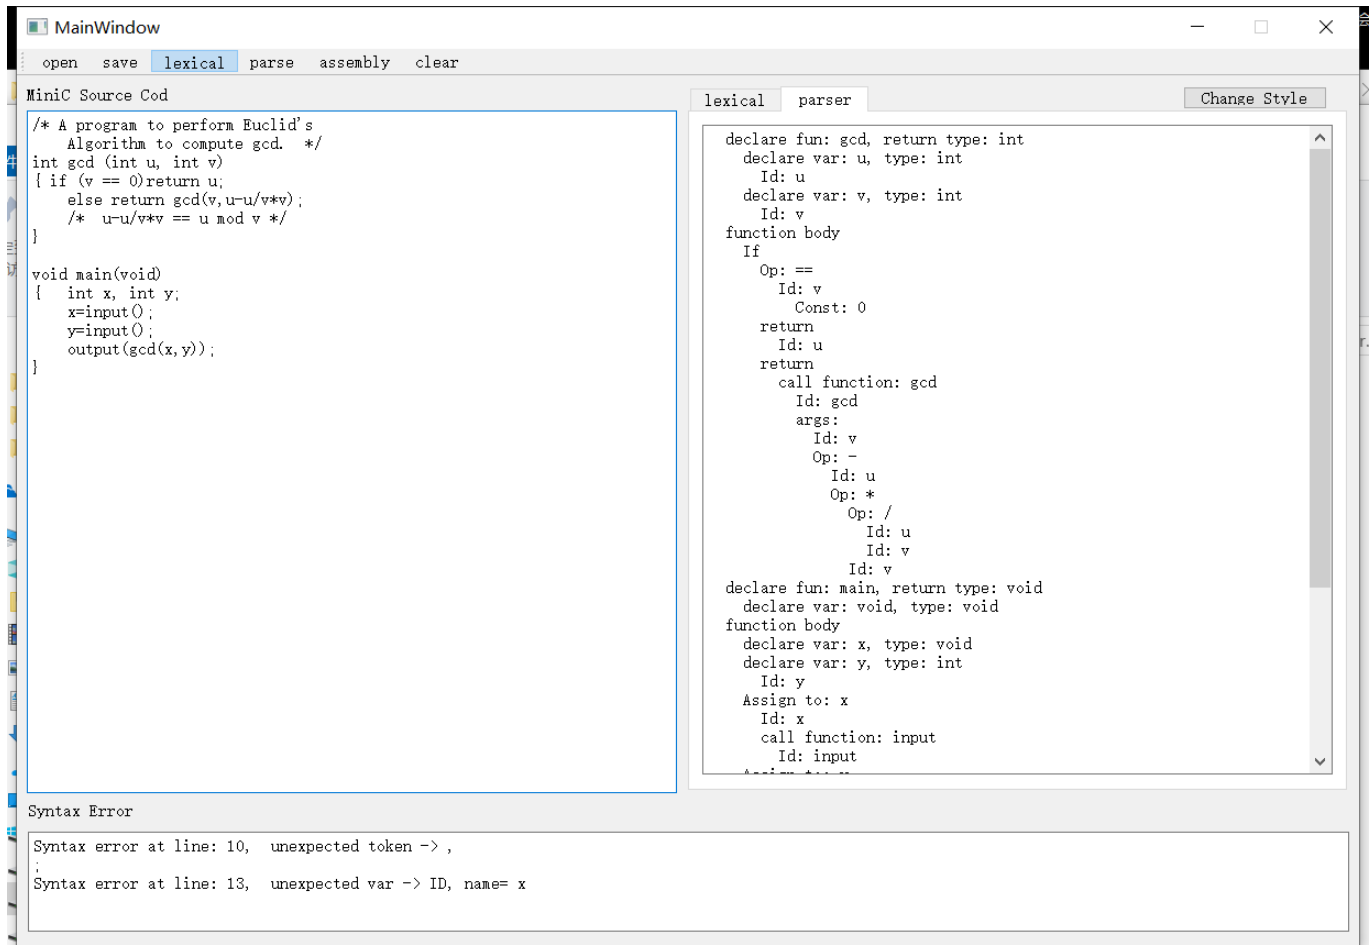 MainWindow
open save lexical parse assembly clear
MiniC Source Cod
/* A program to perform Euclid's
Algorithm to compute gcd. */
int gcd (int u, int v)
{ if (v == 0)return u;
else return gcd(v,u-u/v*v);
/* u-u/v*v == u mod v */
}
void main(void)
{ int x, int y;
x=input();
y=input();
output(gcd(x,y));
}
lexical parser Change Style
declare fun: gcd, return type: int
declare var: u, type: int
Id: u
declare var: v, type: int
Id: v
function body
If
Op: ==
Id: v
Const: 0
return
Id: u
return
call function: gcd
Id: gcd
args:
Id: v
Op: -
Id: u
Op: *
Op: /
Id: u
Id: v
Id: v
declare fun: main, return type: void
declare var: void, type: void
function body
declare var: x, type: void
declare var: y, type: int
Id: y
Assign to: x
Id: x
call function: input
Id: input
Syntax Error
Syntax error at line: 10, unexpected token -> ,
;
Syntax error at line: 13, unexpected var -> ID, name= x